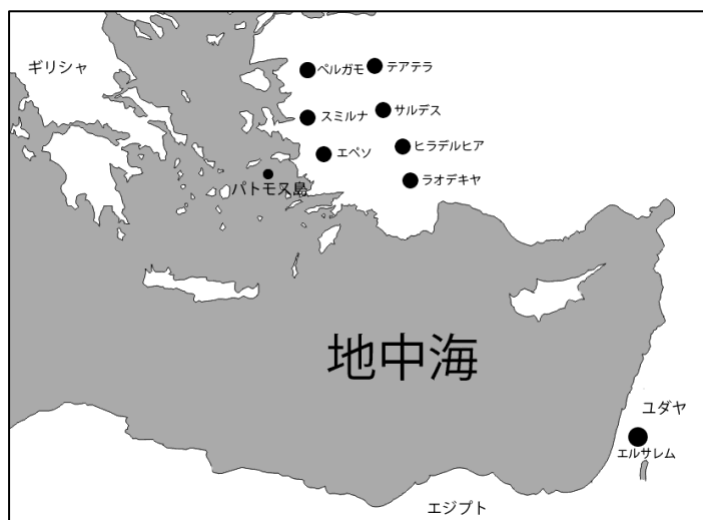 ギリシャ
ペルガモ
テアテラ
スミルナ
サルデス
エペソ
ヒラデルヒア
パトモス島
ラオデキヤ
地中海
ユダヤ
エルサレム
エジプト